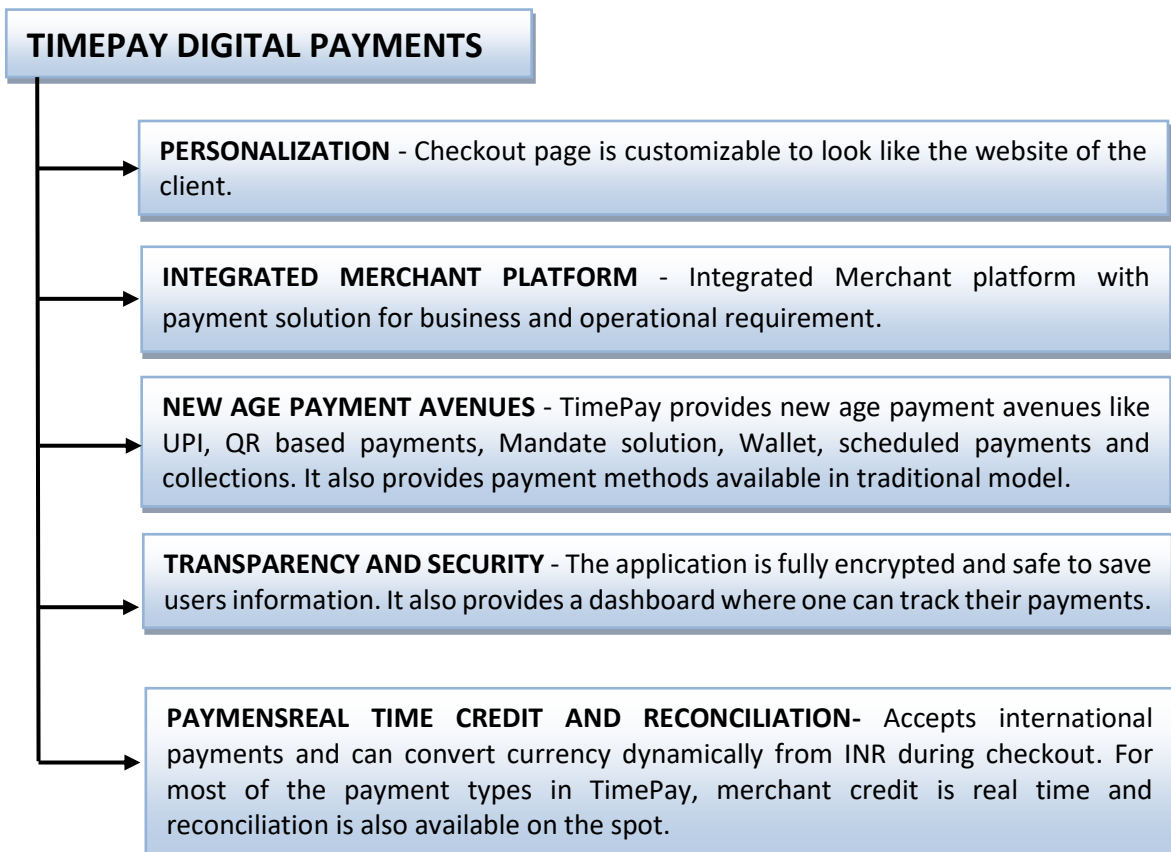 TIMEPAY DIGITAL PAYMENTS
PERSONALIZATION - Checkout page is customizable to look like the website of the
client.
INTEGRATED MERCHANT PLATFORM - Integrated Merchant platform with
payment solution for business and operational requirement.
NEW AGE PAYMENT AVENUES - TimePay provides new age payment avenues like
UPI, QR based payments, Mandate solution, Wallet, scheduled payments and
collections. It also provides payment methods available in traditional model.
TRANSPARENCY AND SECURITY - The application is fully encrypted and safe to save
users information. It also provides a dashboard where one can track their payments.
PAYMENSREAL TIME CREDIT AND RECONCILIATION- Accepts international
payments and can convert currency dynamically from INR during checkout. For
most of the payment types in TimePay, merchant credit is real time and
reconciliation is also available on the spot.